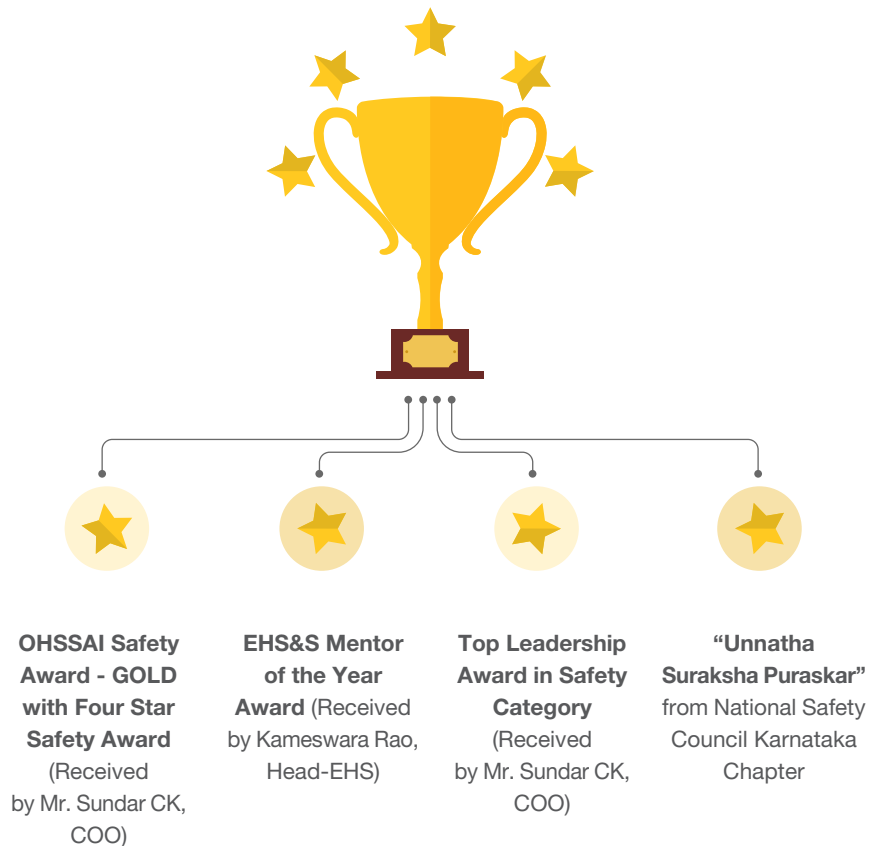 OHSSAI Safety
Award - GOLD
with Four Star
Safety Award
(Received
by Mr. Sundar CK,
COO)
EHS&S Mentor
of the Year
Award (Received
by Kameswara Rao,
Head-EHS)
Top Leadership
Award in Safety
Category
(Received
by Mr. Sundar CK,
COO)
“Unnatha
Suraksha Puraskar”
from National Safety
Council Karnataka
Chapter